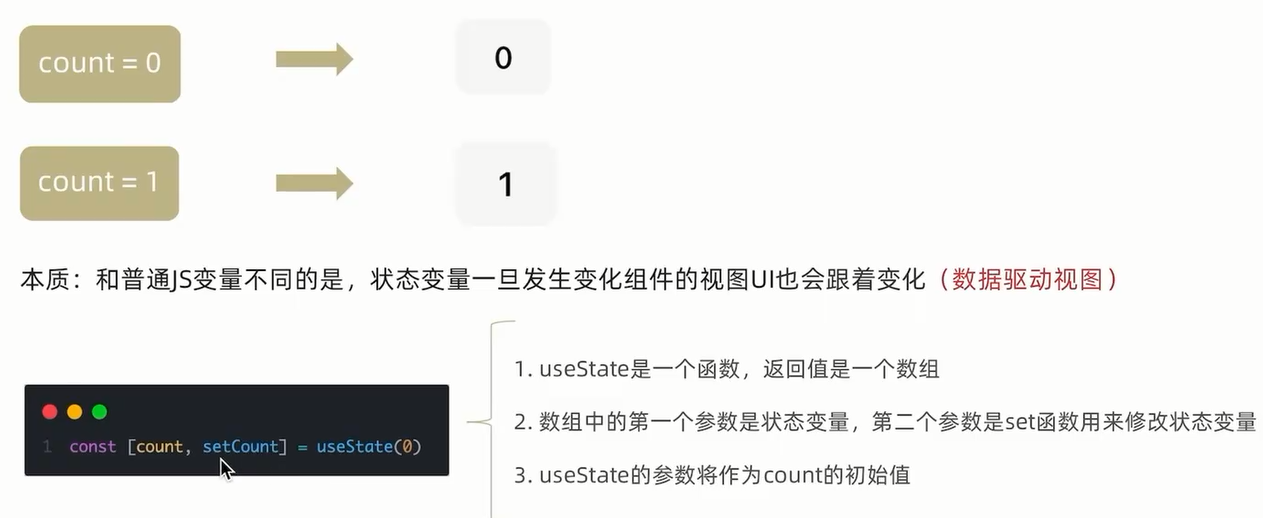 count = 0
0
count = 1
1
本质：和普通JS变量不同的是，状态变量一旦发生变化组件的视图UI也会跟着变化（数据驱动视图）
1 const [count, setCount] = useState(0)
1. useState是一个函数，返回值是一个数组
2. 数组中的第一个参数是状态变量，第二个参数是set函数用来修改状态变量
3. useState的参数将作为count的初始值